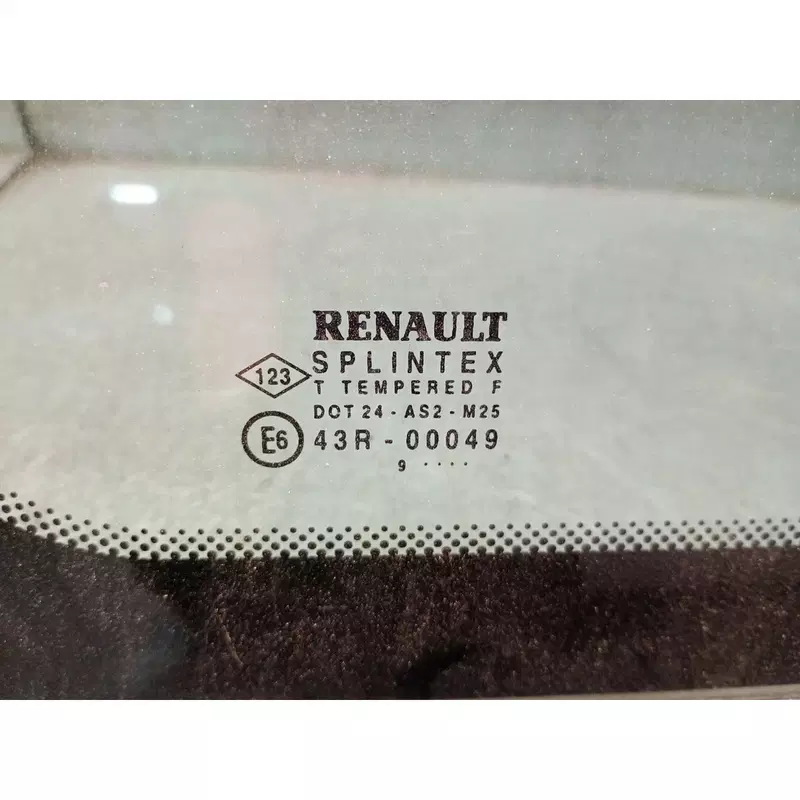 RENAULT
SPLINTEX
123
T TEMPERED F
DOT 24 - AS2 - M25
E6 43R - 00049
9 ····